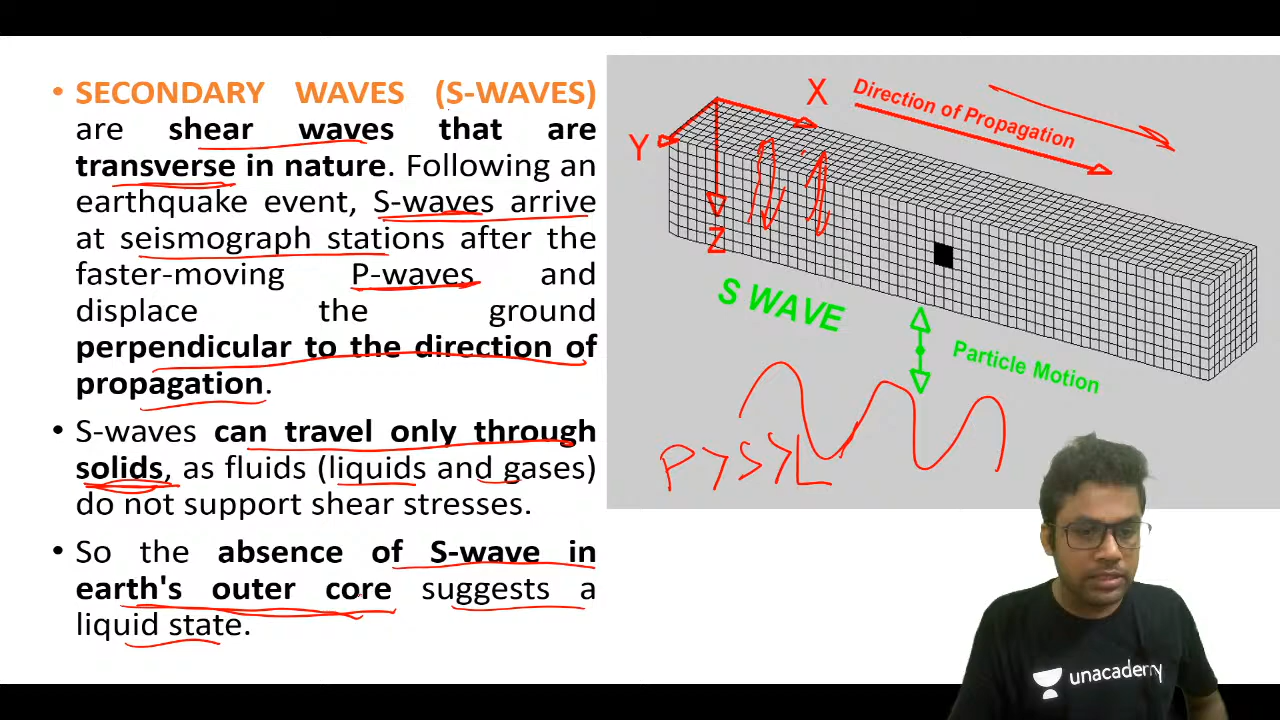 • SECONDARY WAVES (S-WAVES)
are shear waves that are
transverse in nature. Following an
earthquake event, S-waves arrive
at seismograph stations after the
faster-moving P-waves and
displace the ground
perpendicular to the direction of
propagation.
• S-waves can travel only through
solids, as fluids (liquids and gases)
do not support shear stresses.
• So the absence of S-wave in
earth's outer core suggests a
liquid state.
X
Direction of Propagation
Y
Z
S WAVE
Particle Motion
P>S>L
unacademy